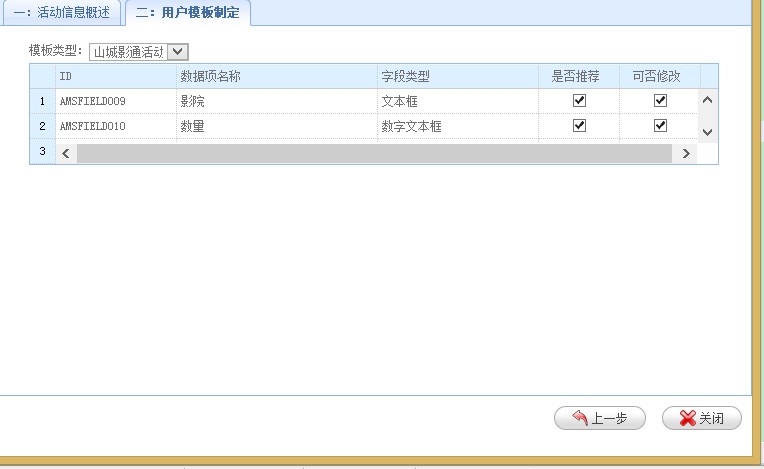 一：活动信息概述 二：用户模板制定
模板类型： 山城影通活动
ID 数据项名称 字段类型 是否推荐 可否修改
1 AMSFIELD009 影院 文本框
2 AMSFIELD010 数量 数字文本框
3
上一步 关闭